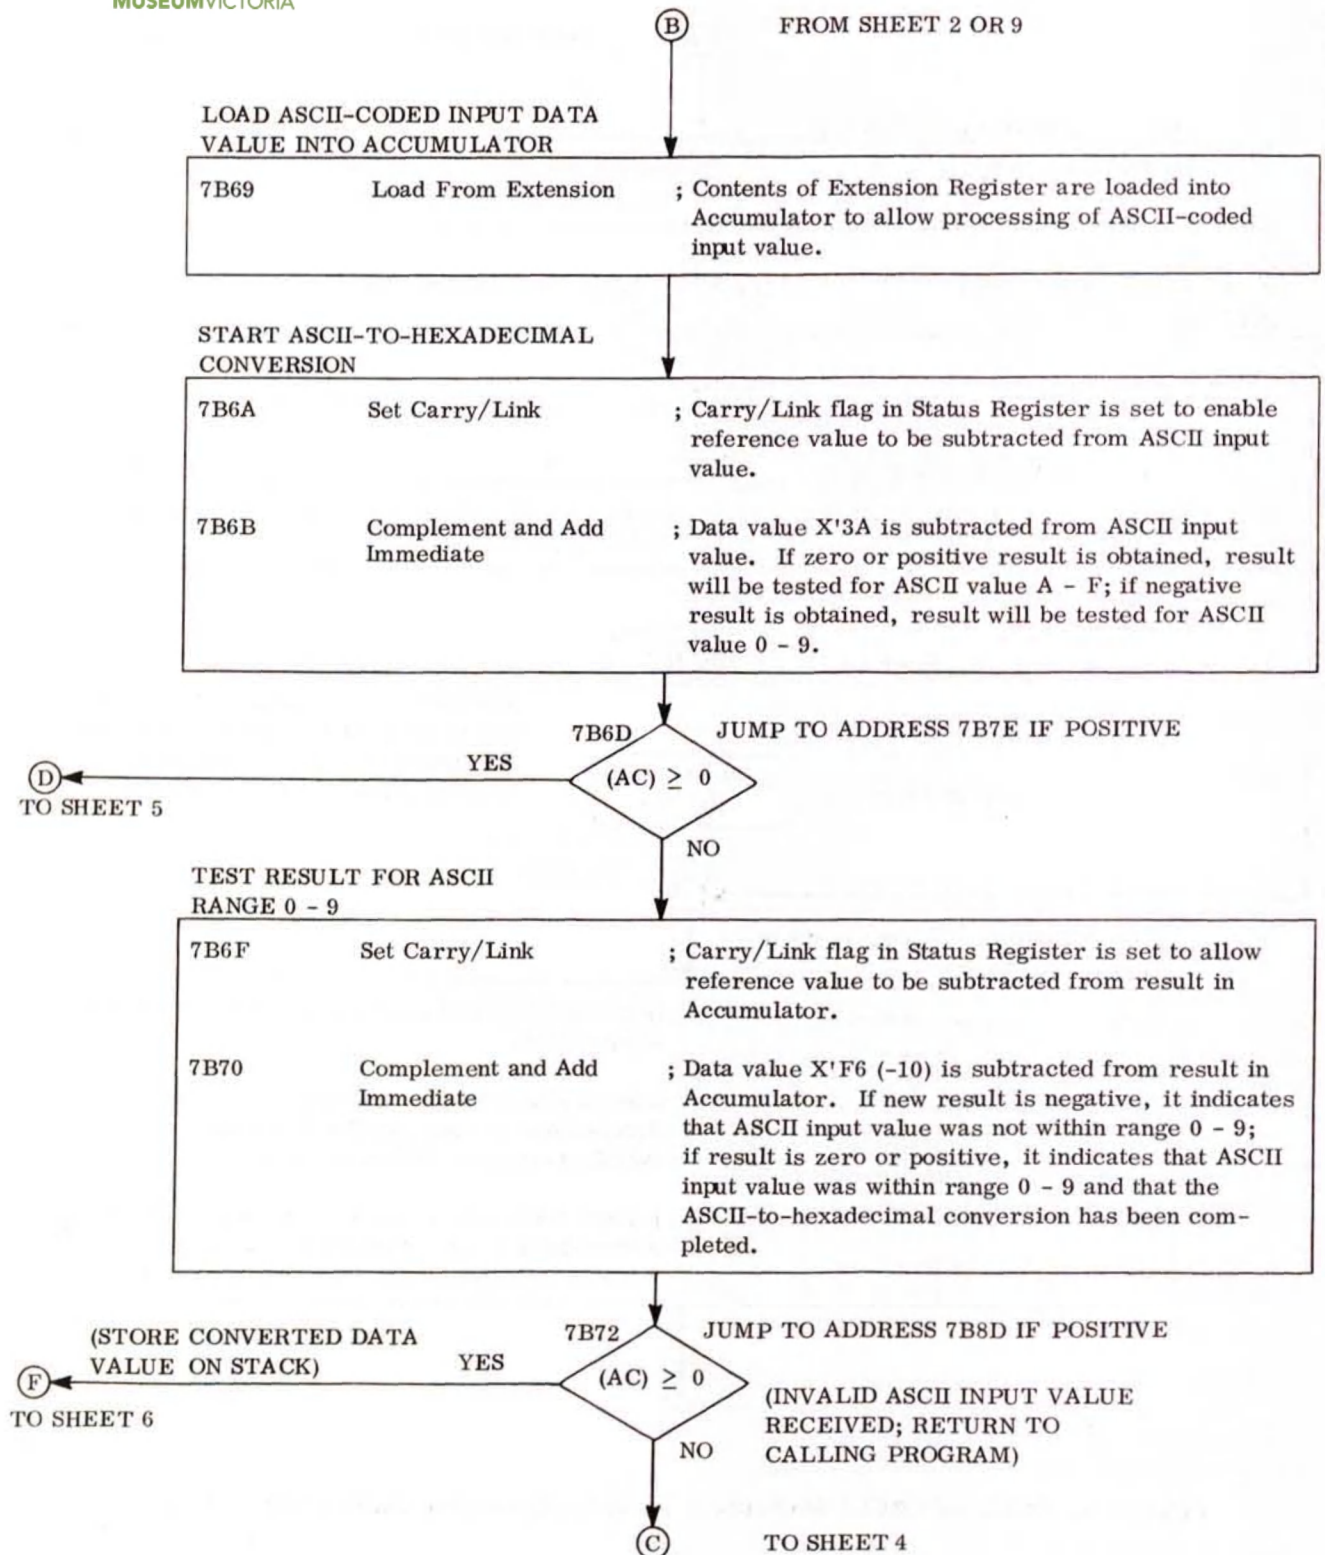 MUSEUMVICTORIA
B FROM SHEET 2 OR 9
LOAD ASCII-CODED INPUT DATA
VALUE INTO ACCUMULATOR
7B69 Load From Extension ; Contents of Extension Register are loaded into
Accumulator to allow processing of ASCII-coded
input value.
START ASCII-TO-HEXADECIMAL
CONVERSION
7B6A Set Carry/Link ; Carry/Link flag in Status Register is set to enable
reference value to be subtracted from ASCII input
value.
7B6B Complement and Add ; Data value X'3A is subtracted from ASCII input
Immediate value. If zero or positive result is obtained, result
will be tested for ASCII value A - F; if negative
result is obtained, result will be tested for ASCII
value 0 - 9.
7B6D JUMP TO ADDRESS 7B7E IF POSITIVE
YES
D (AC) ≥ 0
TO SHEET 5
NO
TEST RESULT FOR ASCII
RANGE 0 - 9
7B6F Set Carry/Link ; Carry/Link flag in Status Register is set to allow
reference value to be subtracted from result in
Accumulator.
7B70 Complement and Add ; Data value X'F6 (-10) is subtracted from result in
Immediate Accumulator. If new result is negative, it indicates
that ASCII input value was not within range 0 - 9;
if result is zero or positive, it indicates that ASCII
input value was within range 0 - 9 and that the
ASCII-to-hexadecimal conversion has been com-
pleted.
(STORE CONVERTED DATA 7B72 JUMP TO ADDRESS 7B8D IF POSITIVE
VALUE ON STACK) YES
F (AC) ≥ 0
TO SHEET 6
(INVALID ASCII INPUT VALUE
RECEIVED; RETURN TO
NO CALLING PROGRAM)
C TO SHEET 4